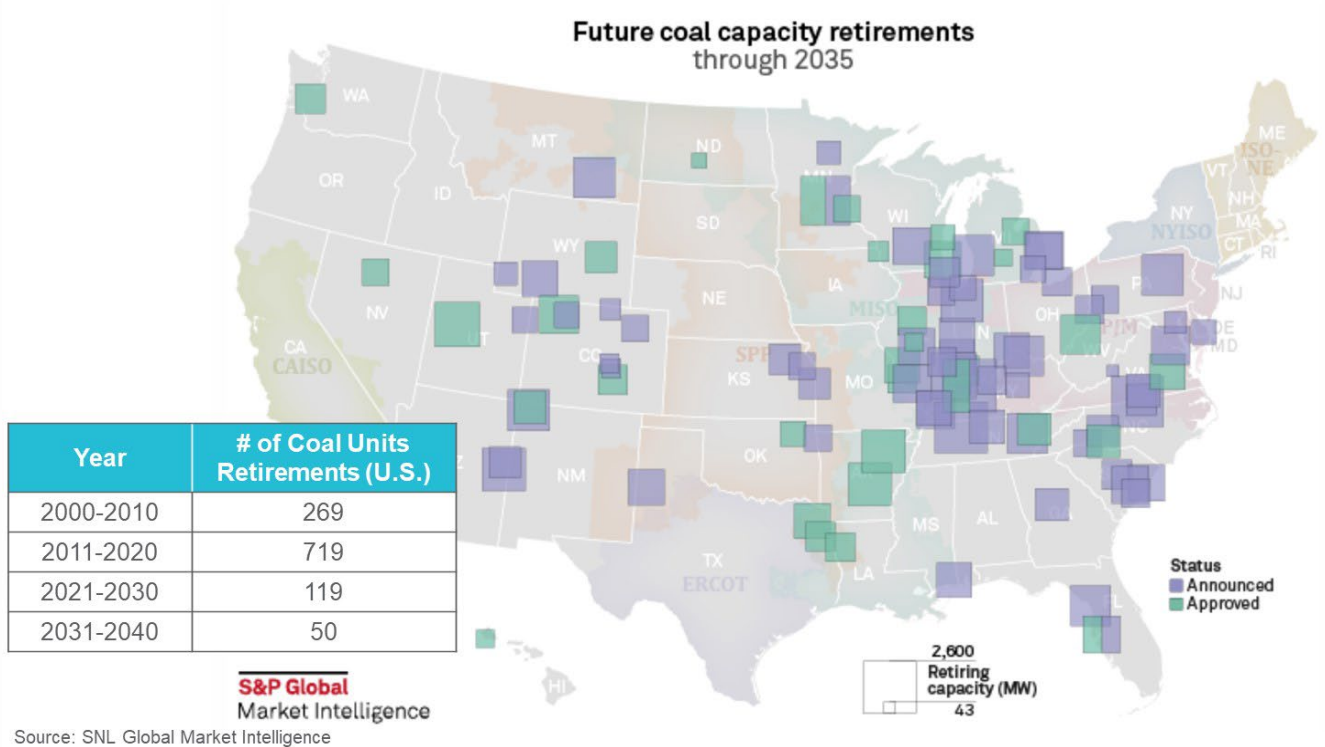 Future coal capacity retirements
through 2035
WA
OR
ID
MT
ND
SD
WY
NV
UT
CO
NE
KS
IA
MO
WI
OH
PA
NY
NYISO
ME
ISO-
NE
VT
NH
MA
CT
RI
NJ
DE
MD
MISO
PJM
WV
VA
NC
SPP
CA
CAISO
NM
OK
TX
ERCOT
LA
MS
AL
GA
FL
HI
Year
# of Coal Units
Retirements (U.S.)
2000-2010 269
2011-2020 719
2021-2030 119
2031-2040 50
Status
Announced
Approved
2,600
Retiring
capacity (MW)
43
S&P Global
Market Intelligence
Source: SNL Global Market Intelligence